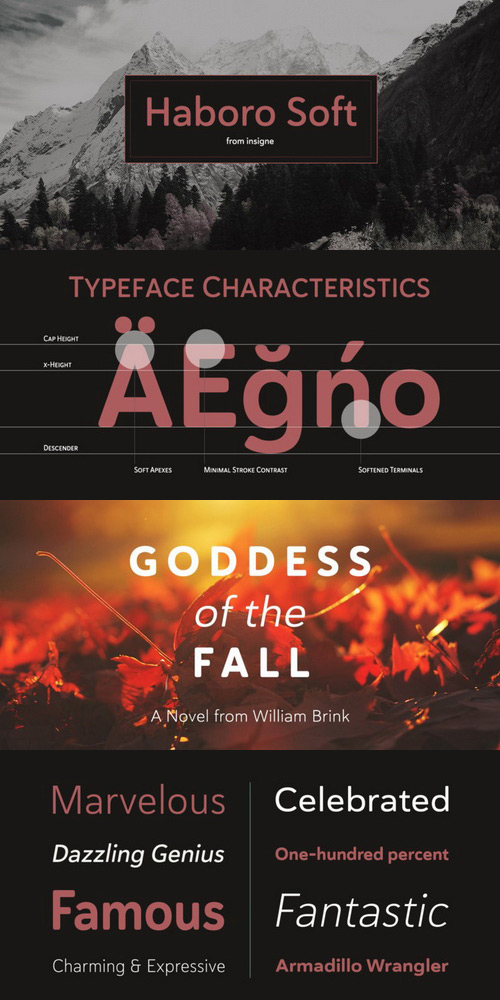 Haboro Soft
from insigne
Typeface Characteristics
Cap Height
x-Height
ÄEğńo
Descender
Soft Apexes
Minimal Stroke Contrast
Softened Terminals
GODDESS
of the
FALL
A Novel from William Brink
Marvelous
Dazzling Genius
Famous
Charming & Expressive
Celebrated
One-hundred percent
Fantastic
Armadillo Wrangler